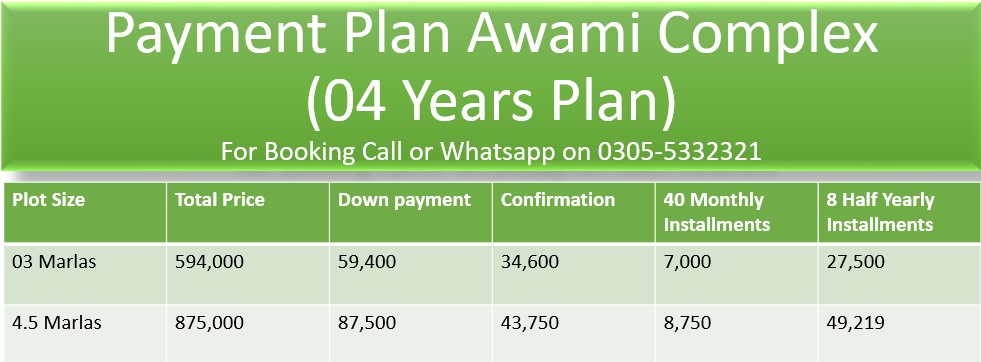 Payment Plan Awami Complex
(04 Years Plan)
For Booking Call or Whatsapp on 0305-5332321
Plot Size Total Price Down payment Confirmation 40 Monthly Installments 8 Half Yearly Installments
03 Marlas 594,000 59,400 34,600 7,000 27,500
4.5 Marlas 875,000 87,500 43,750 8,750 49,219